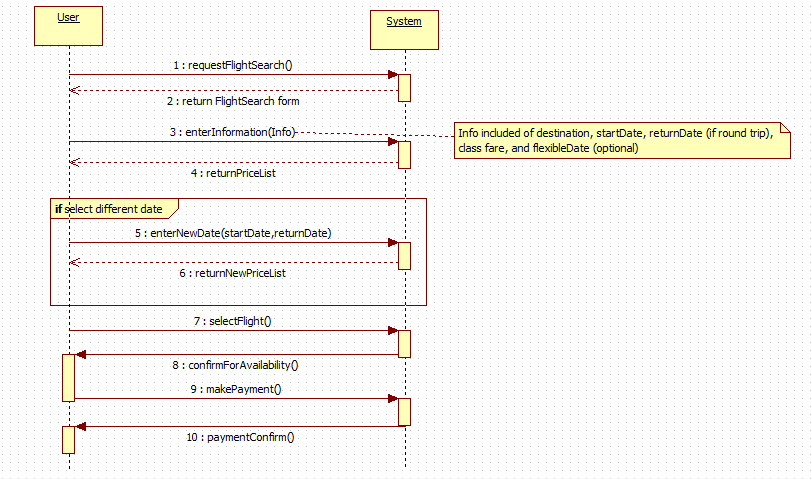 User
System
1 : requestFlightSearch()
2 : return FlightSearch form
3 : enterInformation(Info)
Info included of destination, startDate, returnDate (if round trip),
class fare, and flexibleDate (optional)
4 : returnPriceList
if select different date
5 : enterNewDate(startDate,returnDate)
6 : returnNewPriceList
7 : selectFlight()
8 : confirmForAvailability()
9 : makePayment()
10 : paymentConfirm()